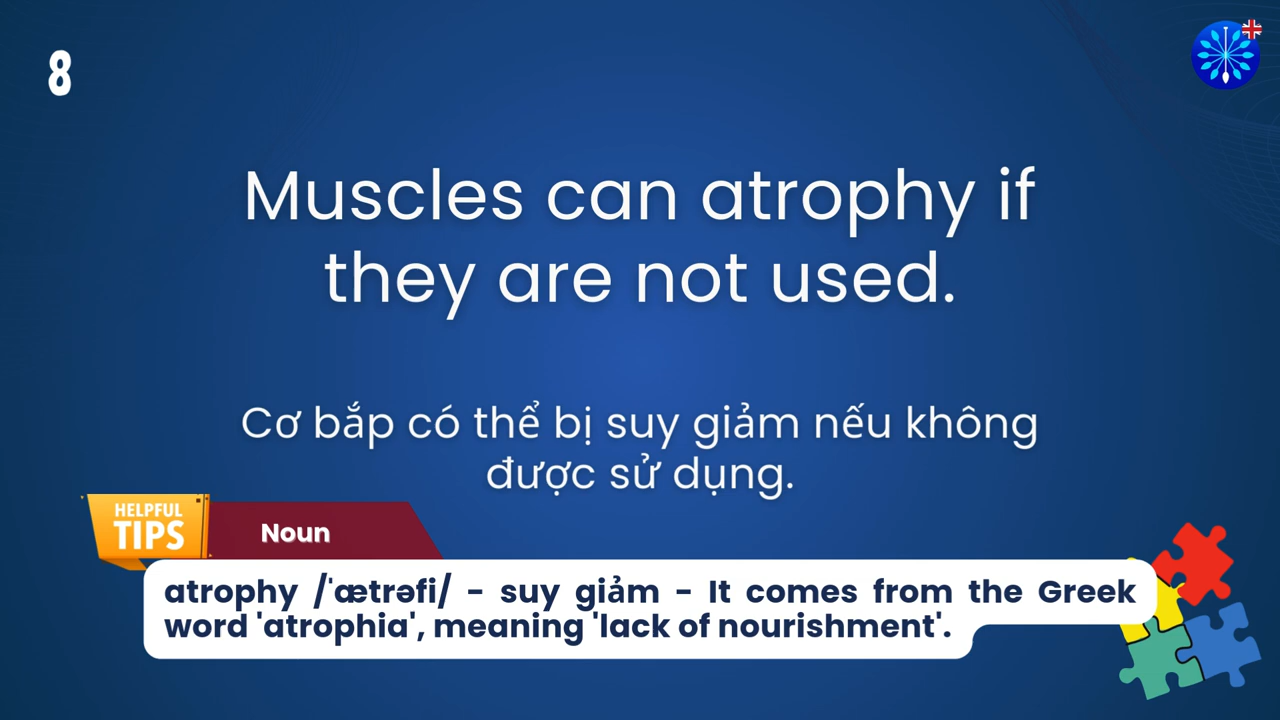 8
Muscles can atrophy if
they are not used.
Cơ bắp có thể bị suy giảm nếu không
được sử dụng.
HELPFUL
TIPS
Noun
atrophy /ˈætrəfi/ - suy giảm - It comes from the Greek
word 'atrophia', meaning 'lack of nourishment'.